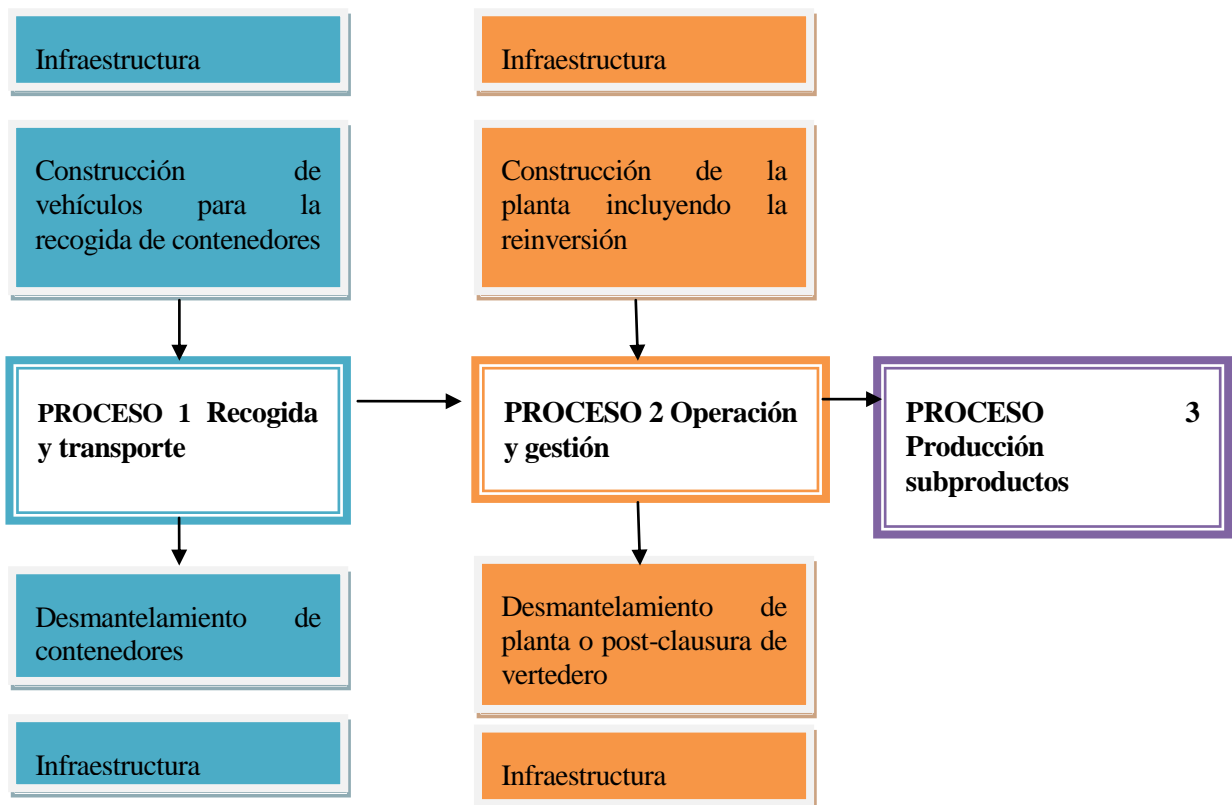 Infraestructura
Infraestructura
Construcción de
vehículos para la
recogida de contenedores
Construcción de la
planta incluyendo la
reinversión
PROCESO 1 Recogida
y transporte
PROCESO 2 Operación
y gestión
PROCESO 3
Producción
subproductos
Desmantelamiento de
contenedores
Desmantelamiento de
planta o post-clausura de
vertedero
Infraestructura
Infraestructura